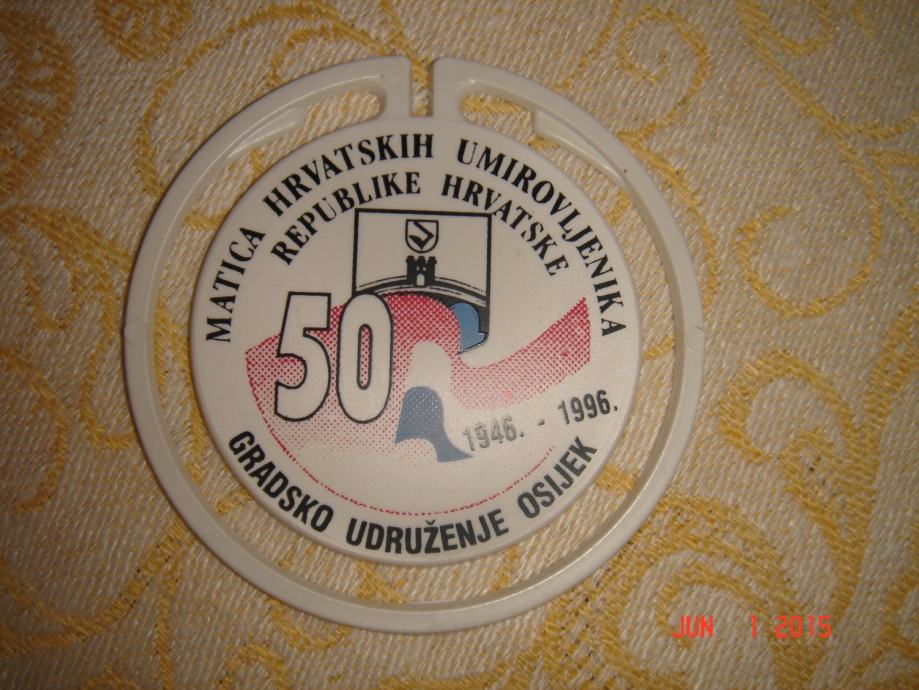 MATICA HRVATSKIH UMIROVLJENIKA
REPUBLIKE HRVATSKE
50
1946. - 1996.
GRADSKO UDRUŽENJE OSIJEK
JUN 1 2015